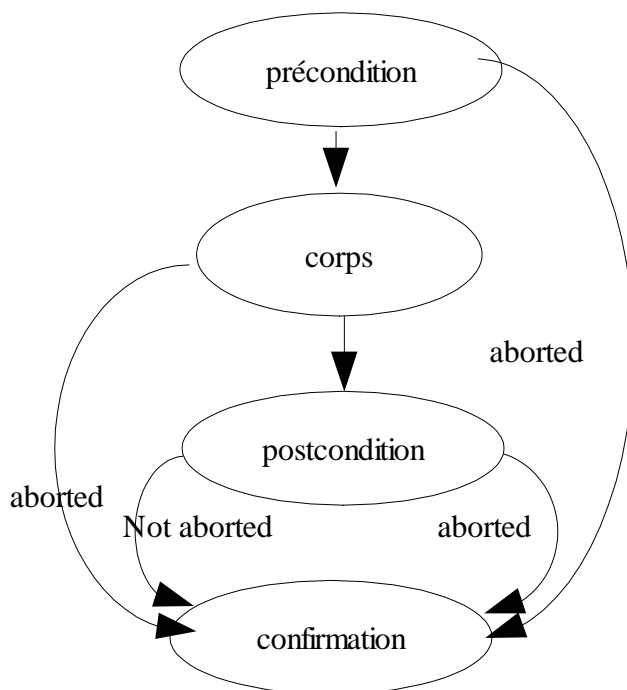 précondition
corps
aborted
postcondition
aborted
Not aborted
aborted
confirmation